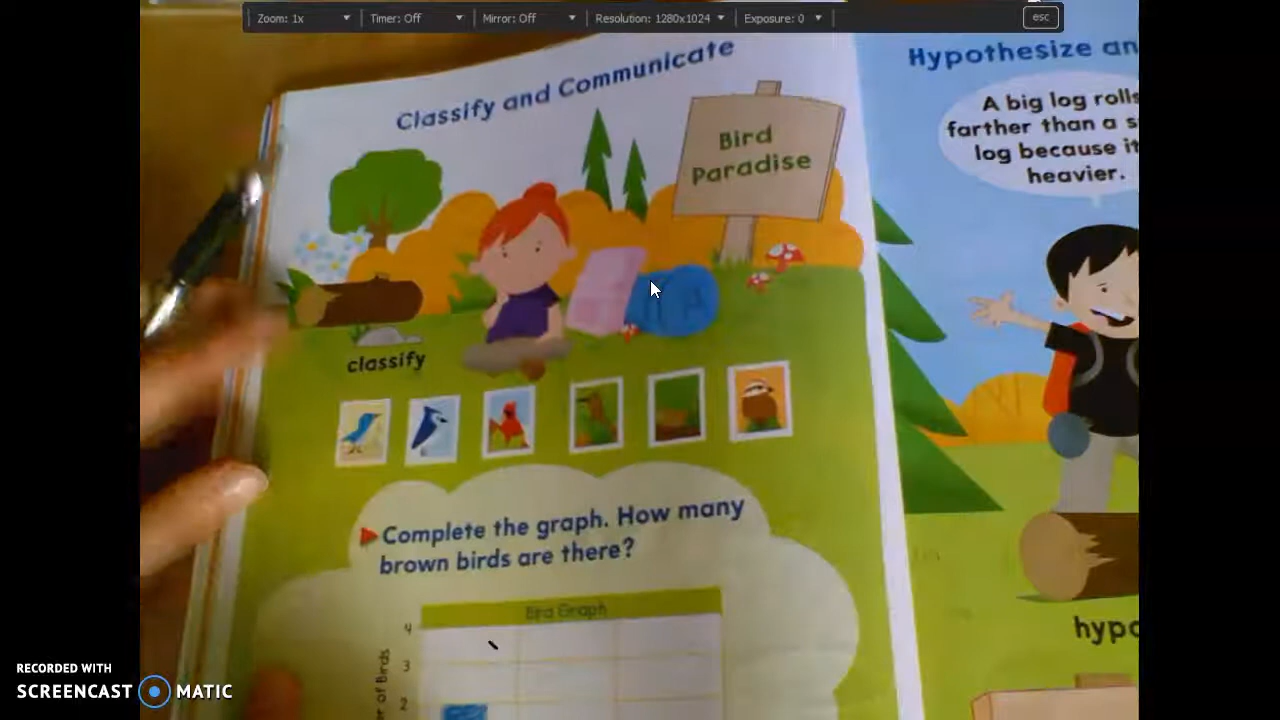 Zoom: 1x
Timer: Off
Mirror: Off
Resolution: 1280x1024
Exposure: 0
esc
Classify and Communicate
Bird
Paradise
classify
Complete the graph. How many
brown birds are there?
Bird Graph
4
3
2
r of Birds
Hypothesize an
A big log rolls
farther than a s
log because it
heavier.
hypo
RECORDED WITH
SCREENCAST MATIC